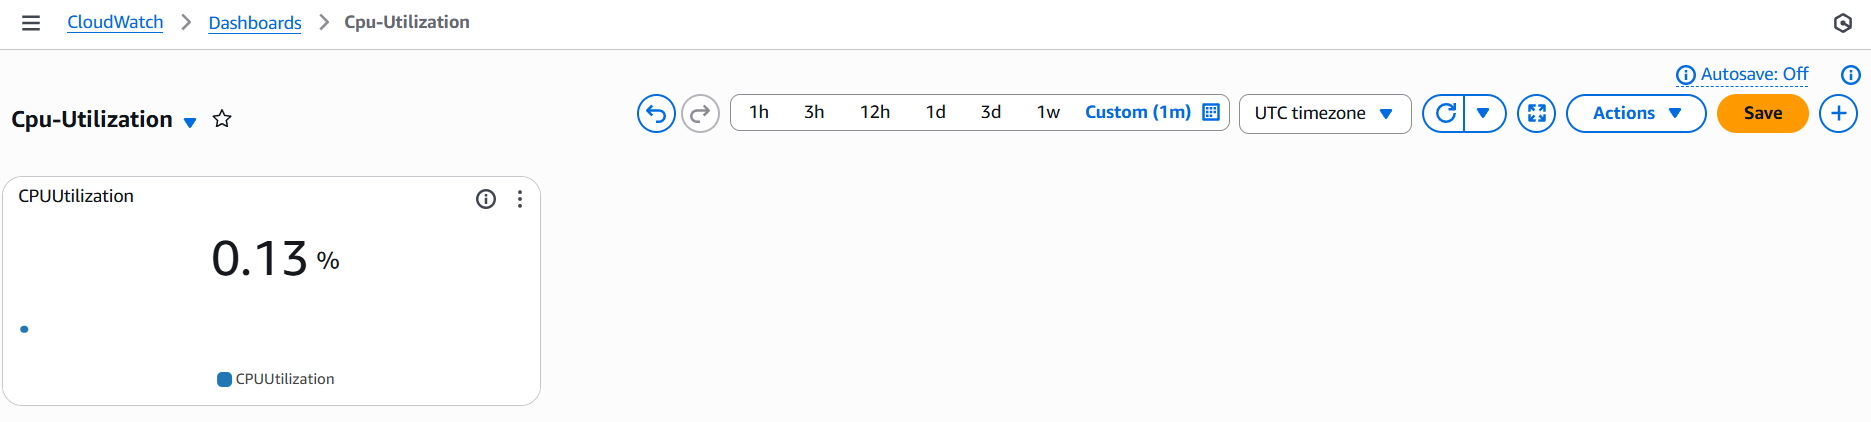 CloudWatch > Dashboards > Cpu-Utilization
Autosave: Off
Cpu-Utilization
1h 3h 12h 1d 3d 1w Custom (1m) UTC timezone Actions Save
CPUUtilization
0.13 %
CPUUtilization